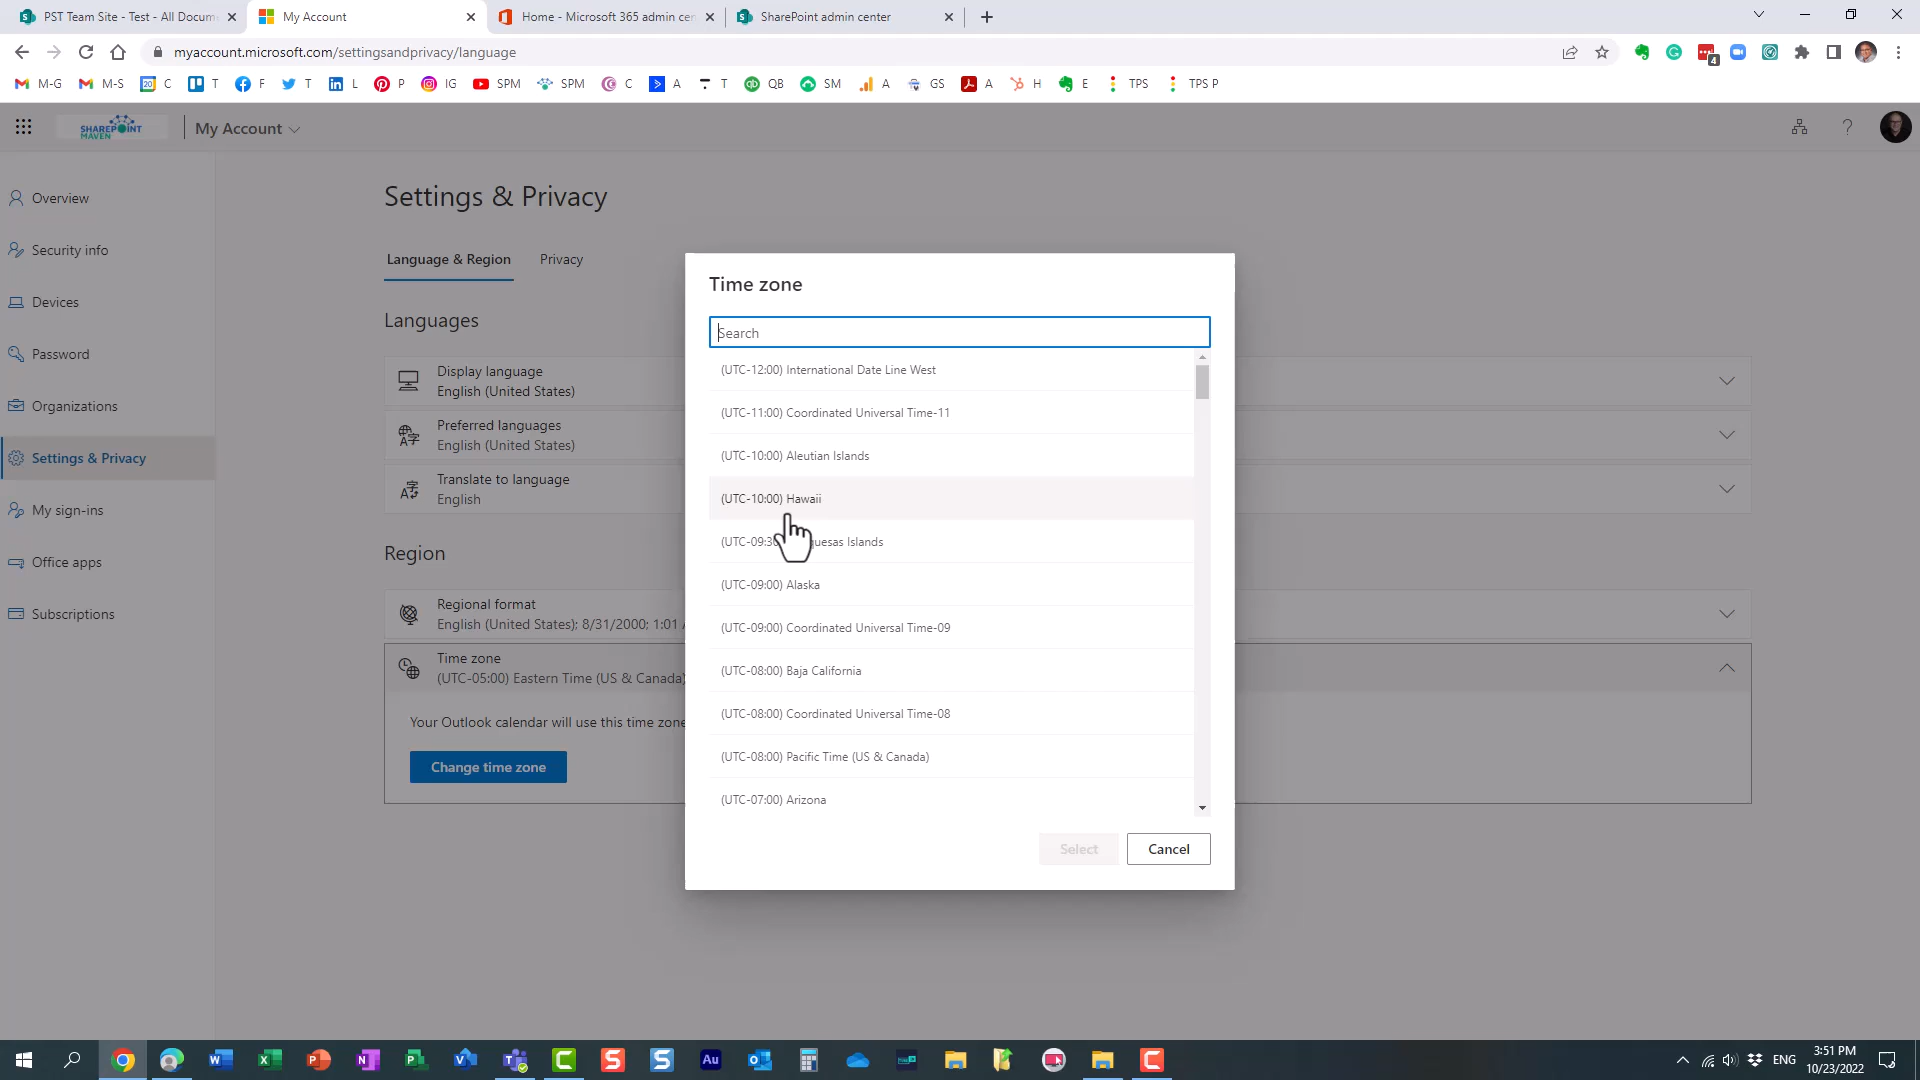 PST Team Site - Test - All Docum
My Account
Home - Microsoft 365 admin cen
SharePoint admin center
myaccount.microsoft.com/settingsandprivacy/language
4
M-G
M-S
20
C
T
F
T
L
P
IG
SPM
SPM
C
A
T
QB
SM
A
GS
A
H
E
TPS
TPS P
SHAREPOINT
MAVEN
My Account
?
Overview
Security info
Devices
Password
Organizations
Settings & Privacy
My sign-ins
Office apps
Subscriptions
Settings & Privacy
Language & Region
Privacy
Languages
Display language
English (United States)
Preferred languages
English (United States)
Translate to language
English
Region
Regional format
English (United States); 8/31/2000; 1:01
Time zone
(UTC-05:00) Eastern Time (US & Canada)
Your Outlook calendar will use this time zone
Change time zone
Time zone
Search
(UTC-12:00) International Date Line West
(UTC-11:00) Coordinated Universal Time-11
(UTC-10:00) Aleutian Islands
(UTC-10:00) Hawaii
(UTC-09:30 quesas Islands
(UTC-09:00) Alaska
(UTC-09:00) Coordinated Universal Time-09
(UTC-08:00) Baja California
(UTC-08:00) Coordinated Universal Time-08
(UTC-08:00) Pacific Time (US & Canada)
(UTC-07:00) Arizona
Select
Cancel
ENG
3:51 PM
10/23/2022